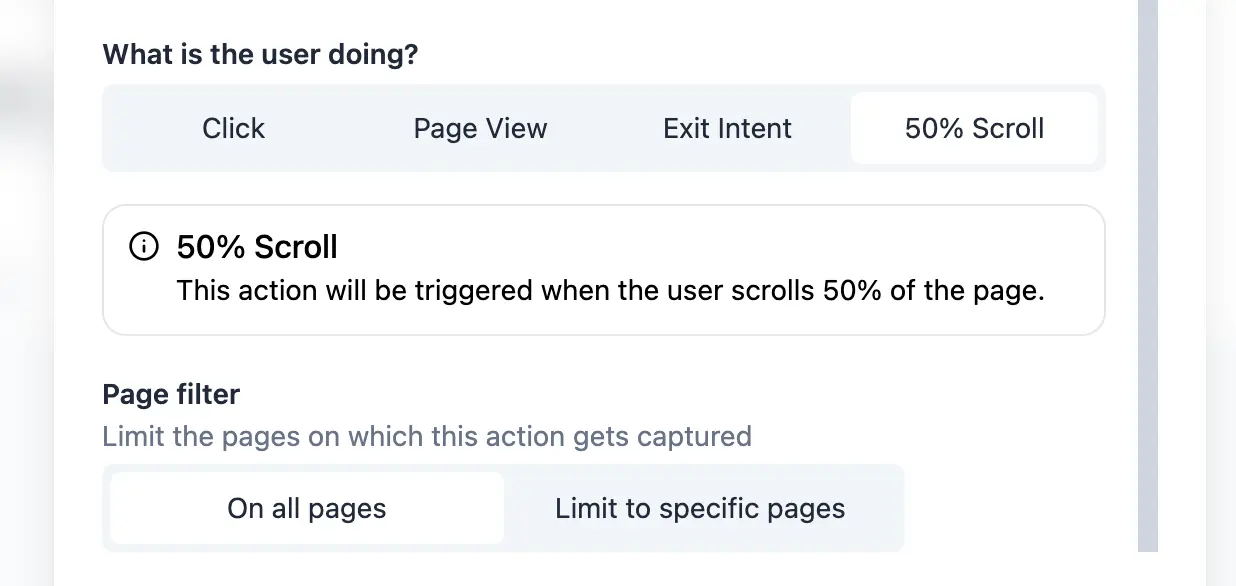 What is the user doing?
Click Page View Exit Intent 50% Scroll
50% Scroll
This action will be triggered when the user scrolls 50% of the page.
Page filter
Limit the pages on which this action gets captured
On all pages Limit to specific pages